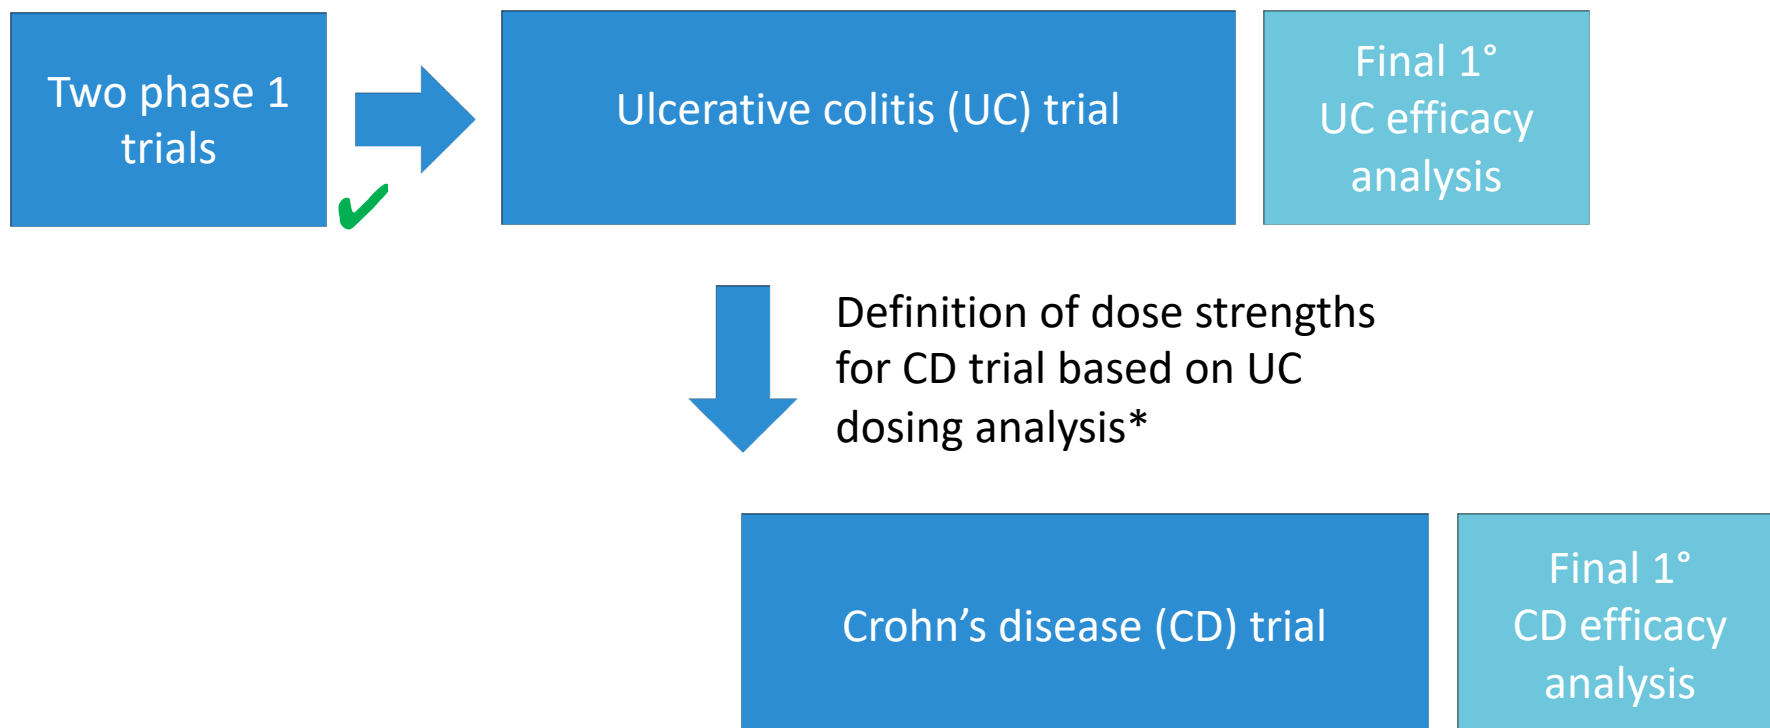 Two phase 1
trials
Ulcerative colitis (UC) trial
Final 1°
UC efficacy
analysis
Definition of dose strengths
for CD trial based on UC
dosing analysis*
Crohn’s disease (CD) trial
Final 1°
CD efficacy
analysis